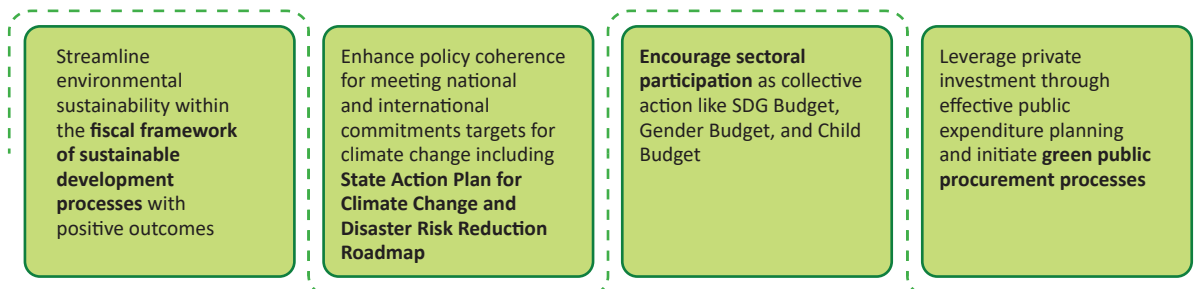 Streamline
environmental
sustainability within
the fiscal framework
of sustainable
development
processes with
positive outcomes
Enhance policy coherence
for meeting national
and international
commitments targets for
climate change including
State Action Plan for
Climate Change and
Disaster Risk Reduction
Roadmap
Encourage sectoral
participation as collective
action like SDG Budget,
Gender Budget, and Child
Budget
Leverage private
investment through
effective public
expenditure planning
and initiate green public
procurement processes